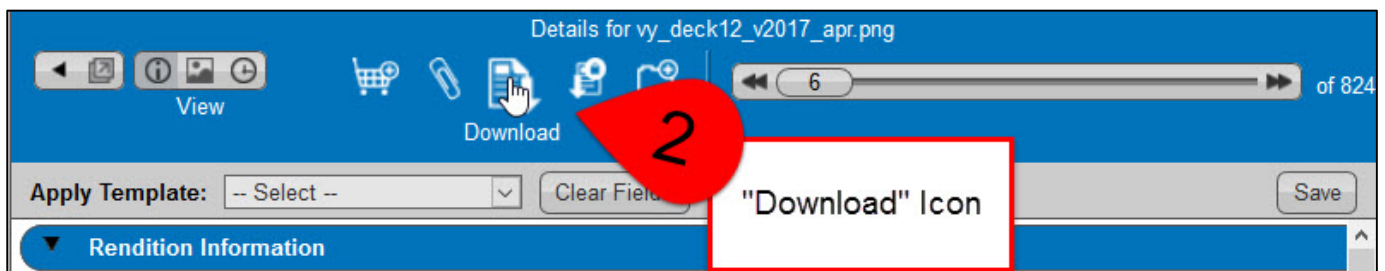 Details for vy_deck12_v2017_apr.png
View
Download
6
of 824
2
Apply Template:
-- Select --
Clear Fiel
"Download" Icon
Save
Rendition Information